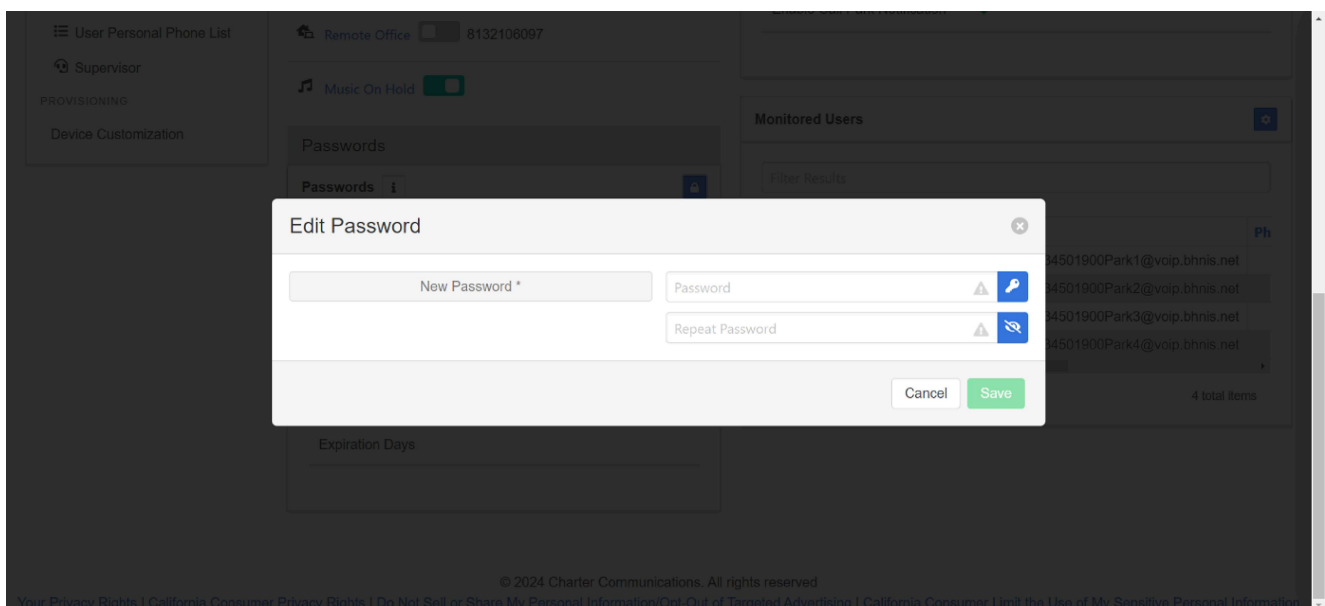 User Personal Phone List
Remote Office 8132106097
Supervisor
Music On Hold
PROVISIONING
Device Customization
Monitored Users
Passwords
Passwords i
Filter Results
Edit Password
Ph
34501900Park1@voip.bhnis.net
New Password *
Password
34501900Park2@voip.bhnis.net
34501900Park3@voip.bhnis.net
Repeat Password
34501900Park4@voip.bhnis.net
Cancel
Save
4 total items
Expiration Days
© 2024 Charter Communications. All rights reserved
Your Privacy Rights | California Consumer Privacy Rights | Do Not Sell or Share My Personal Information/Opt-Out of Targeted Advertising | California Consumer Limit the Use of My Sensitive Personal Information